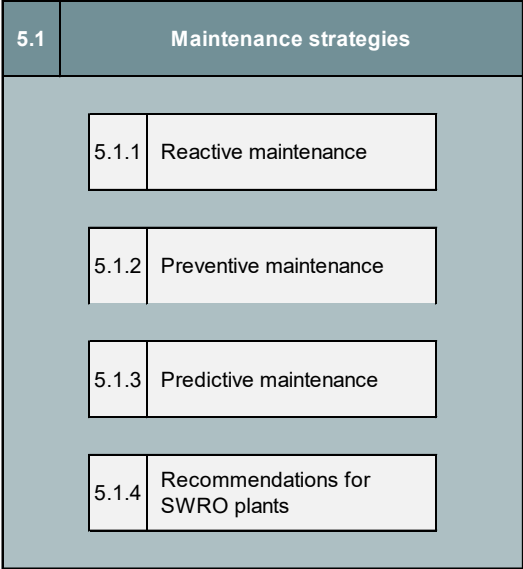 5.1 Maintenance strategies
5.1.1 Reactive maintenance
5.1.2 Preventive maintenance
5.1.3 Predictive maintenance
5.1.4 Recommendations for
SWRO plants